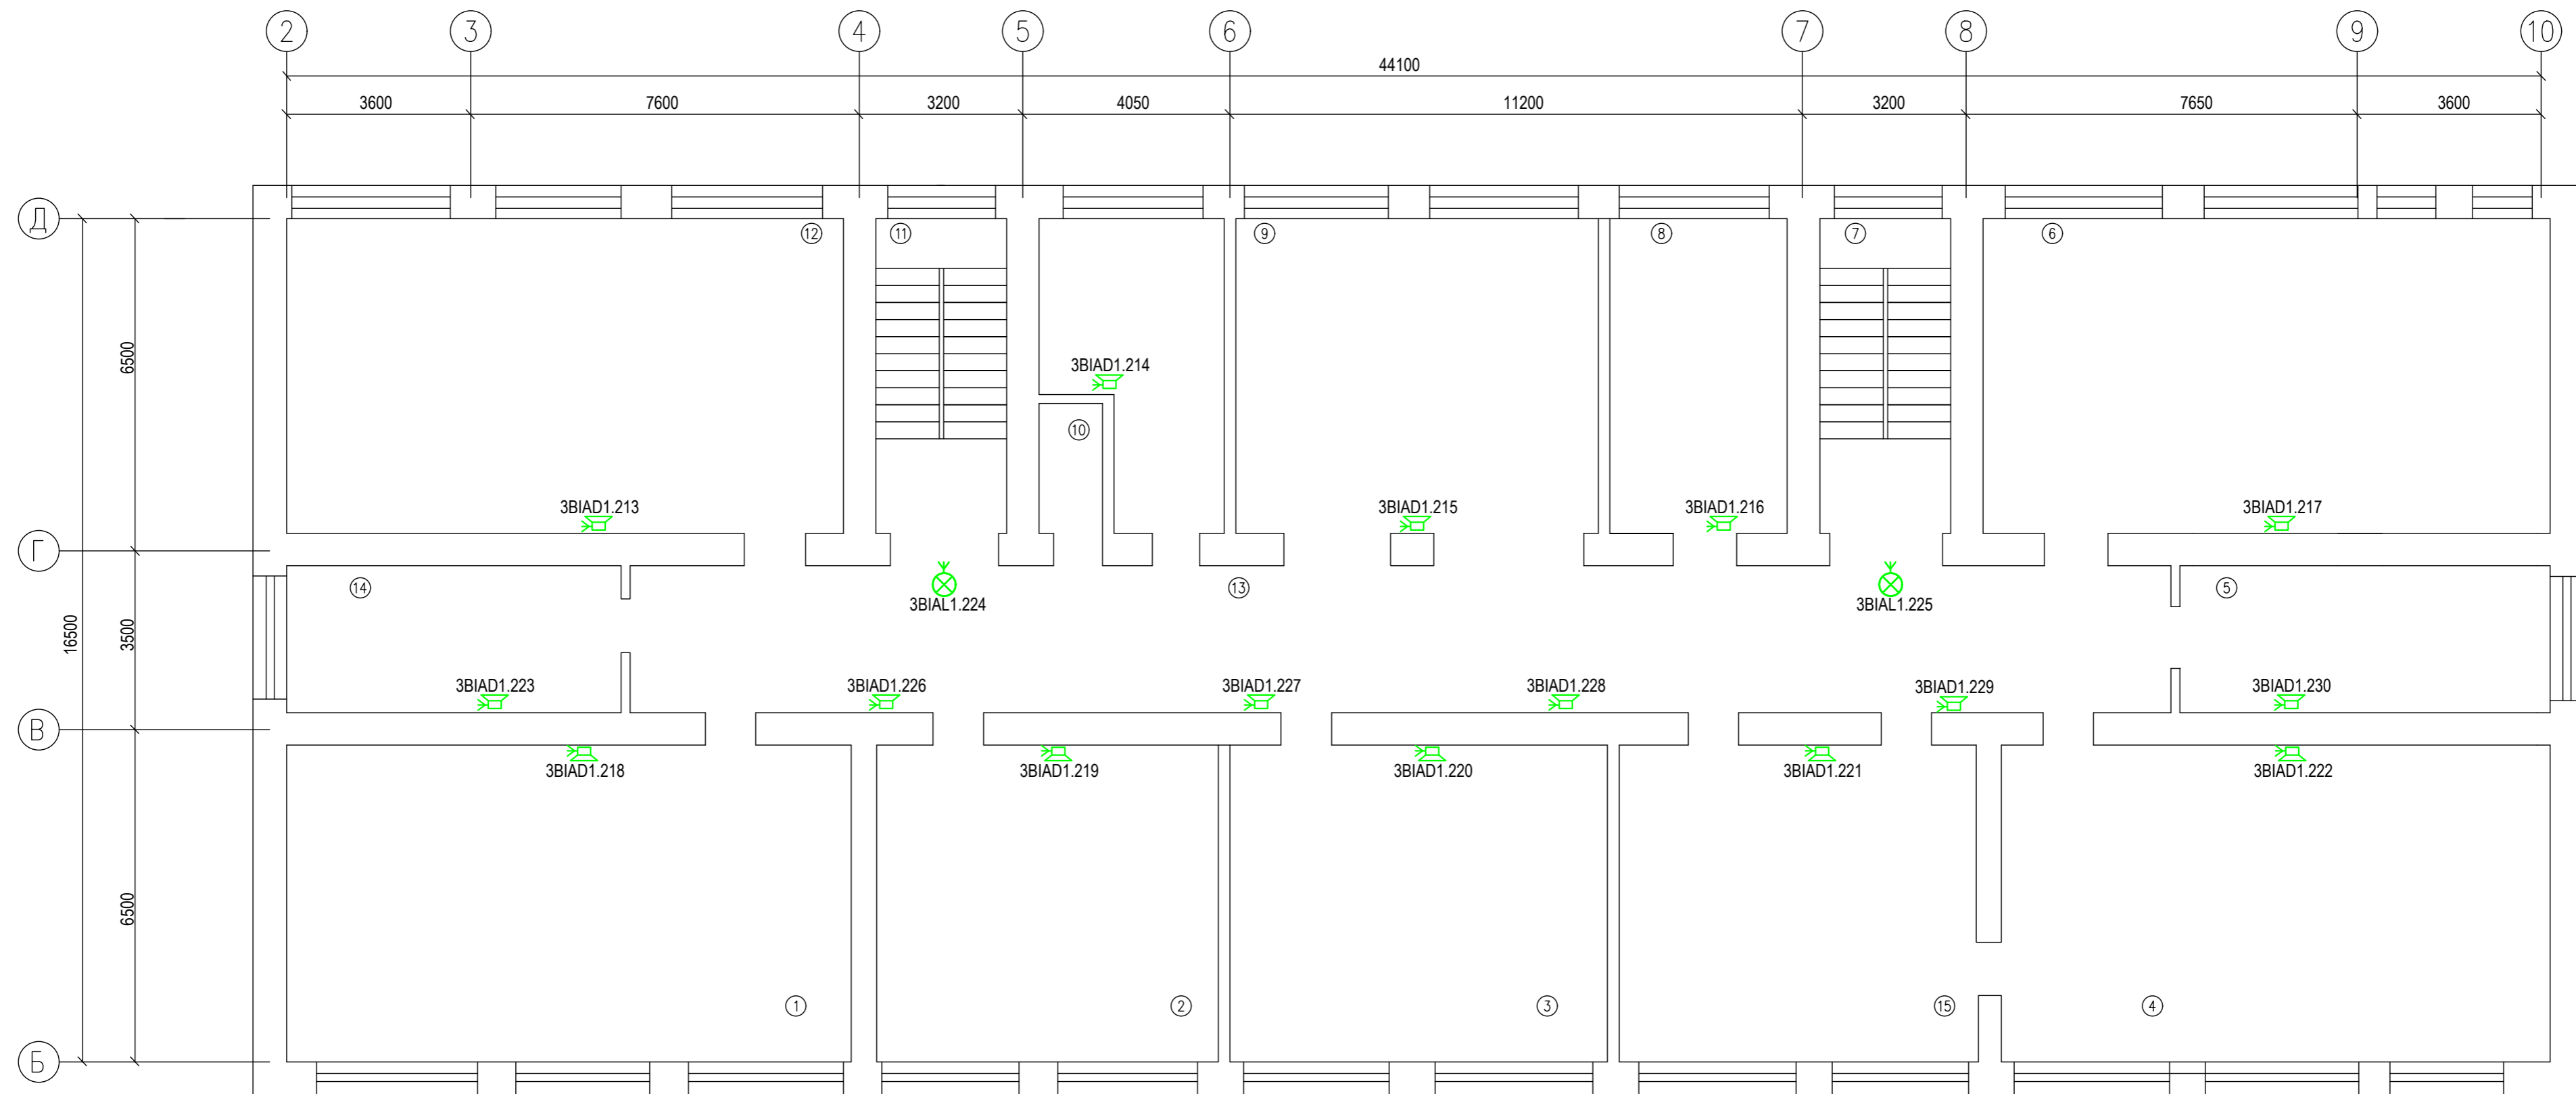 2 3 4 5 6 7 8 9 10
44100
3600 7600 3200 4050 11200 3200 7650 3600
Д
12 11 9 8 7 6
6500
3BIAD1.214
10
3BIAD1.213 3BIAD1.215 3BIAD1.216 3BIAD1.217
Г
14 13 5
3BIAL1.224 3BIAL1.225
16500 3500
3BIAD1.223 3BIAD1.226 3BIAD1.227 3BIAD1.228 3BIAD1.229 3BIAD1.230
В
3BIAD1.218 3BIAD1.219 3BIAD1.220 3BIAD1.221 3BIAD1.222
6500
1 2 3 15 4
Б